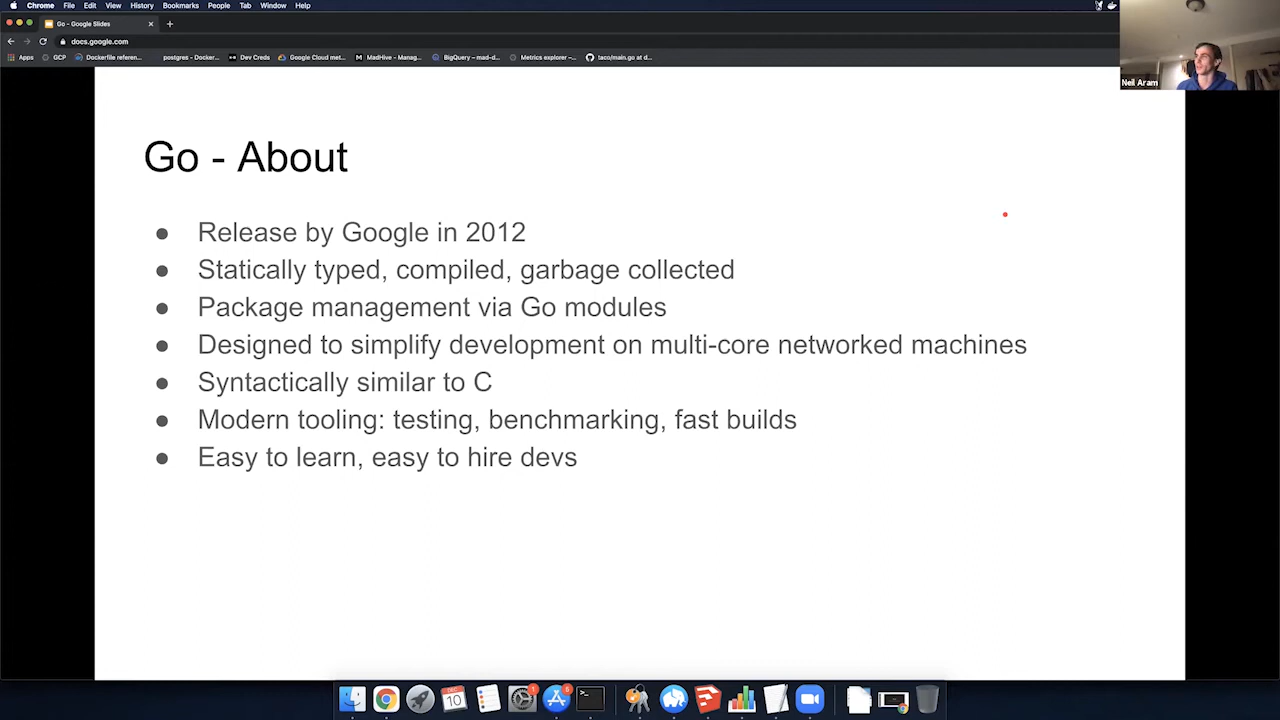 Chrome File Edit View History Bookmarks People Tab Window Help
Go - Google Slides
docs.google.com
Apps GCP Dockerfile referen... postgres - Docker... Dev Creds Google Cloud met... MadHive - Manag... BigQuery – mad-d... Metrics explorer –... taco/main.go at d...
Neil Aram
Go - About
● Release by Google in 2012
● Statically typed, compiled, garbage collected
● Package management via Go modules
● Designed to simplify development on multi-core networked machines
● Syntactically similar to C
● Modern tooling: testing, benchmarking, fast builds
● Easy to learn, easy to hire devs
DEC
10
1
5